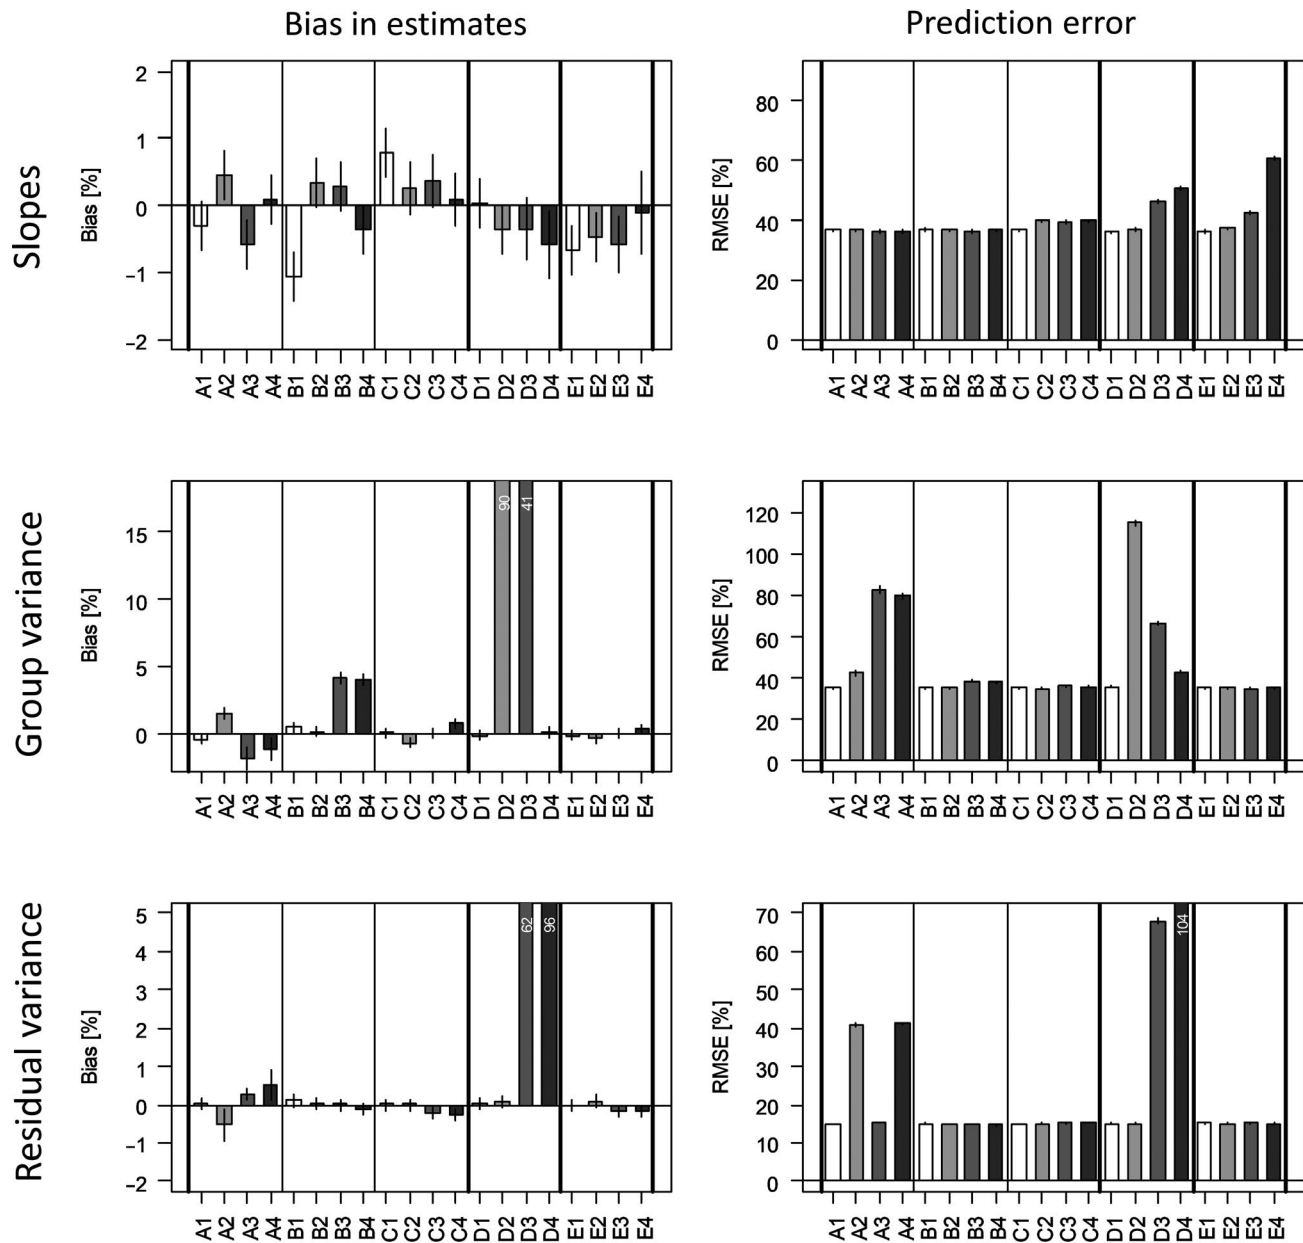 Bias in estimates
Prediction error
Slopes
Bias [%]
2
1
0
−1
−2
A1 A2 A3 A4 B1 B2 B3 B4 C1 C2 C3 C4 D1 D2 D3 D4 E1 E2 E3 E4
RMSE [%]
80
60
40
20
0
A1 A2 A3 A4 B1 B2 B3 B4 C1 C2 C3 C4 D1 D2 D3 D4 E1 E2 E3 E4
Group variance
Bias [%]
15
10
5
0
90
41
A1 A2 A3 A4 B1 B2 B3 B4 C1 C2 C3 C4 D1 D2 D3 D4 E1 E2 E3 E4
RMSE [%]
120
100
80
60
40
20
0
A1 A2 A3 A4 B1 B2 B3 B4 C1 C2 C3 C4 D1 D2 D3 D4 E1 E2 E3 E4
Residual variance
Bias [%]
5
4
3
2
1
0
−1
−2
62
96
A1 A2 A3 A4 B1 B2 B3 B4 C1 C2 C3 C4 D1 D2 D3 D4 E1 E2 E3 E4
RMSE [%]
70
60
50
40
30
20
10
0
104
A1 A2 A3 A4 B1 B2 B3 B4 C1 C2 C3 C4 D1 D2 D3 D4 E1 E2 E3 E4